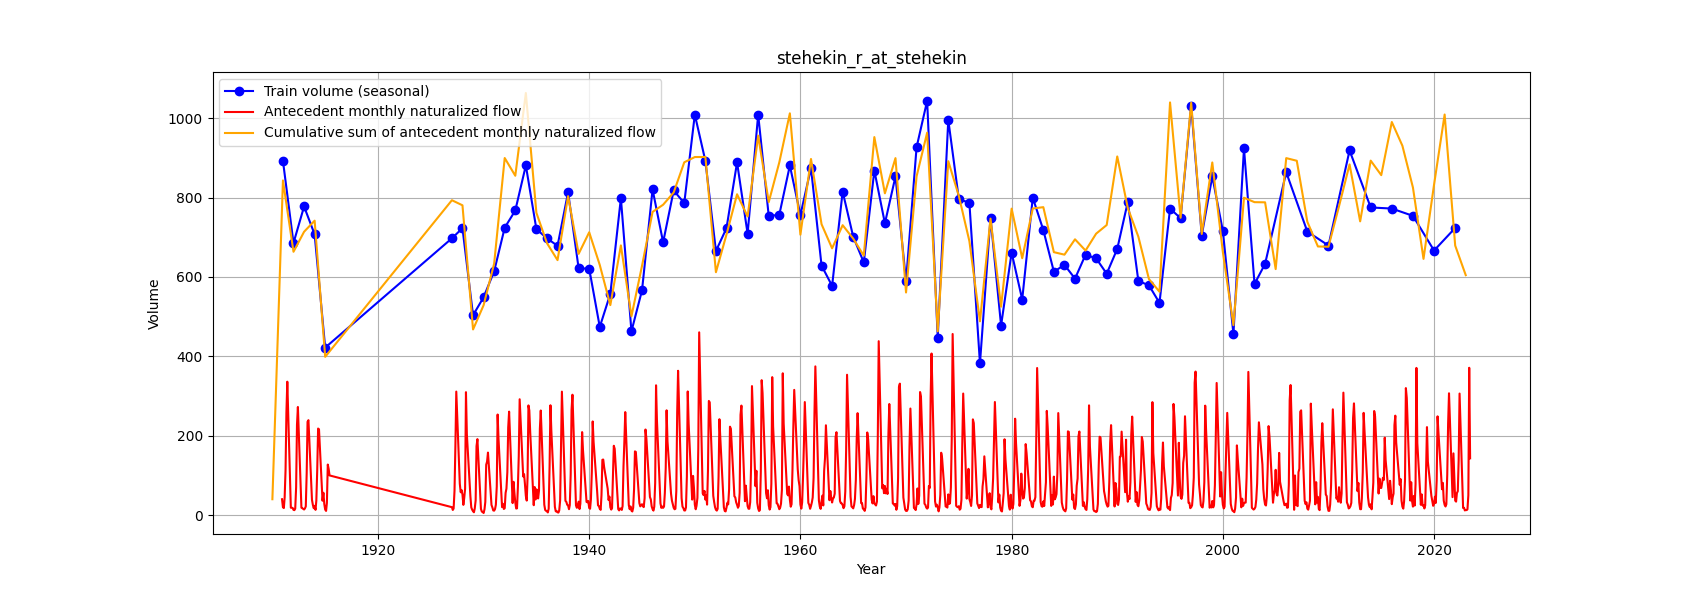 stehekin_r_at_stehekin
Train volume (seasonal)
Antecedent monthly naturalized flow
Cumulative sum of antecedent monthly naturalized flow
Volume
1000
800
600
400
200
0
1920 1940 1960 1980 2000 2020
Year